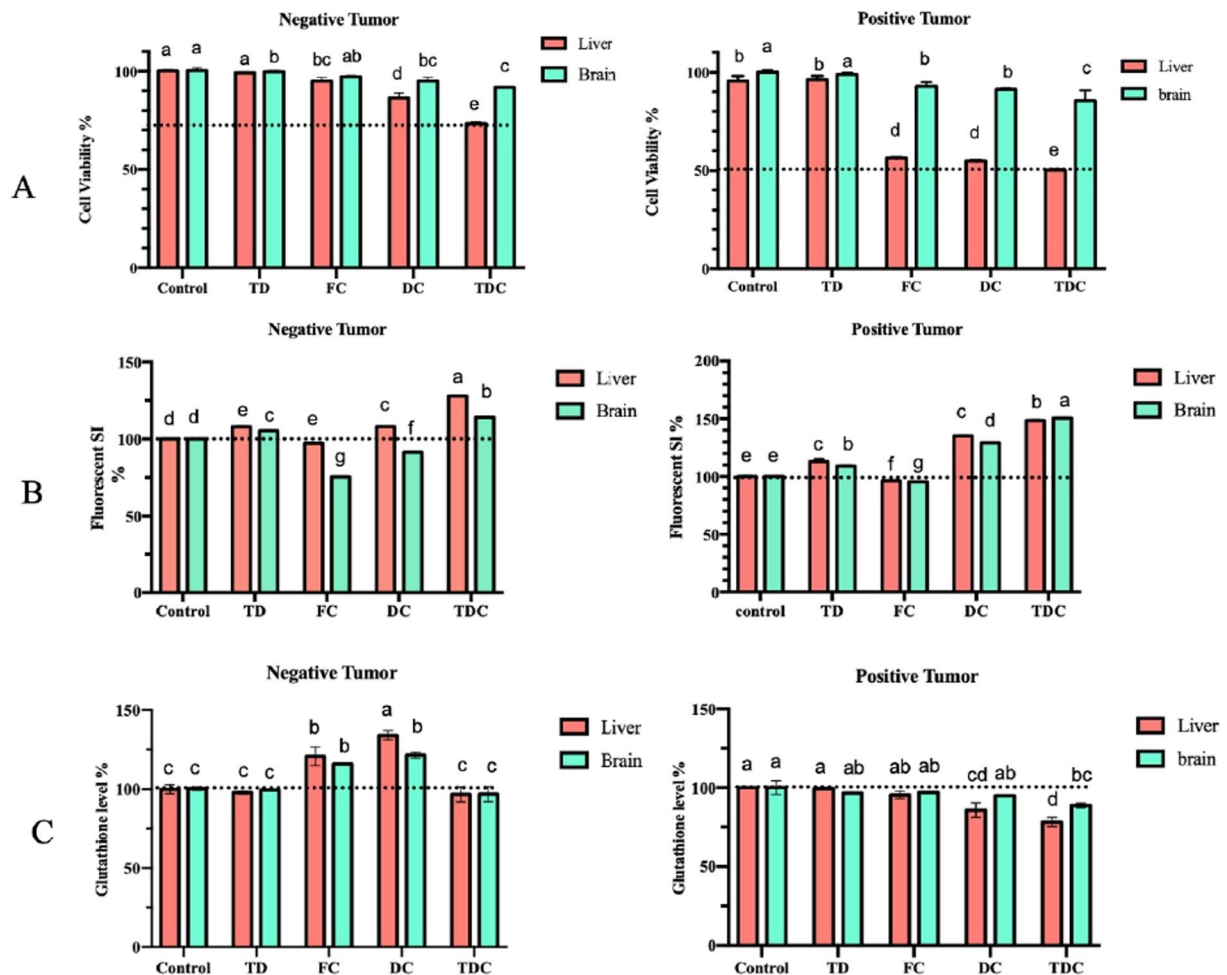 A
Negative Tumor
Cell Viability %
100
50
0
a a a b bc ab d bc e c
Control TD FC DC TDC
Liver
Brain
Positive Tumor
Cell Viability %
100
50
0
b a b a d b d b e c
Control TD FC DC TDC
Liver
brain
B
Negative Tumor
Fluorescent SI
%
150
100
50
0
d d e c e g c f a b
Control TD FC DC TDC
Liver
Brain
Positive Tumor
Fluorescent SI %
200
150
100
50
0
e e c b f g c d b a
control TD FC DC TDC
Liver
Brain
C
Negative Tumor
Glutathione level %
150
100
50
0
c c c c b b a b c c
Control TD FC DC TDC
Liver
Brain
Positive Tumor
Glutathione level %
150
100
50
0
a a a ab ab ab cd ab d bc
Control TD FC DC TDC
Liver
brain